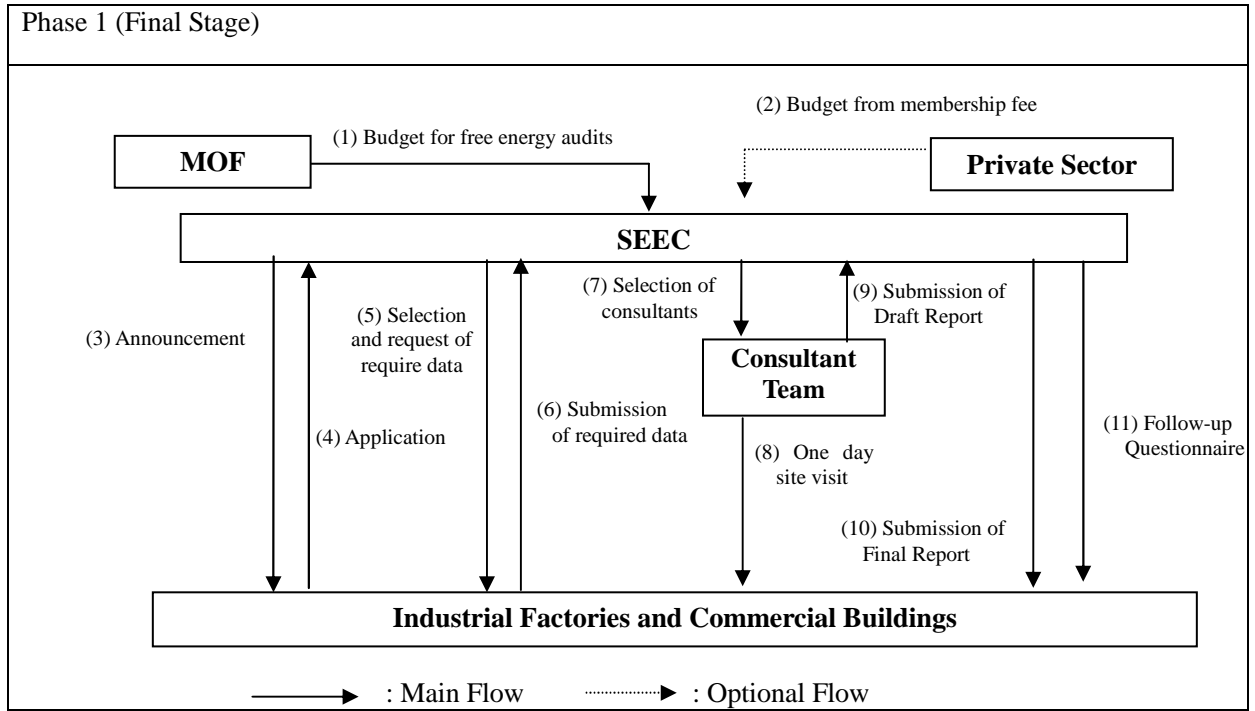 Phase 1 (Final Stage)
(2) Budget from membership fee
(1) Budget for free energy audits
MOF
Private Sector
SEEC
(7) Selection of
consultants
(9) Submission of
Draft Report
(5) Selection
and request of
require data
(3) Announcement
Consultant
Team
(6) Submission
of required data
(4) Application
(11) Follow-up
Questionnaire
(8) One day
site visit
(10) Submission of
Final Report
Industrial Factories and Commercial Buildings
: Main Flow
: Optional Flow